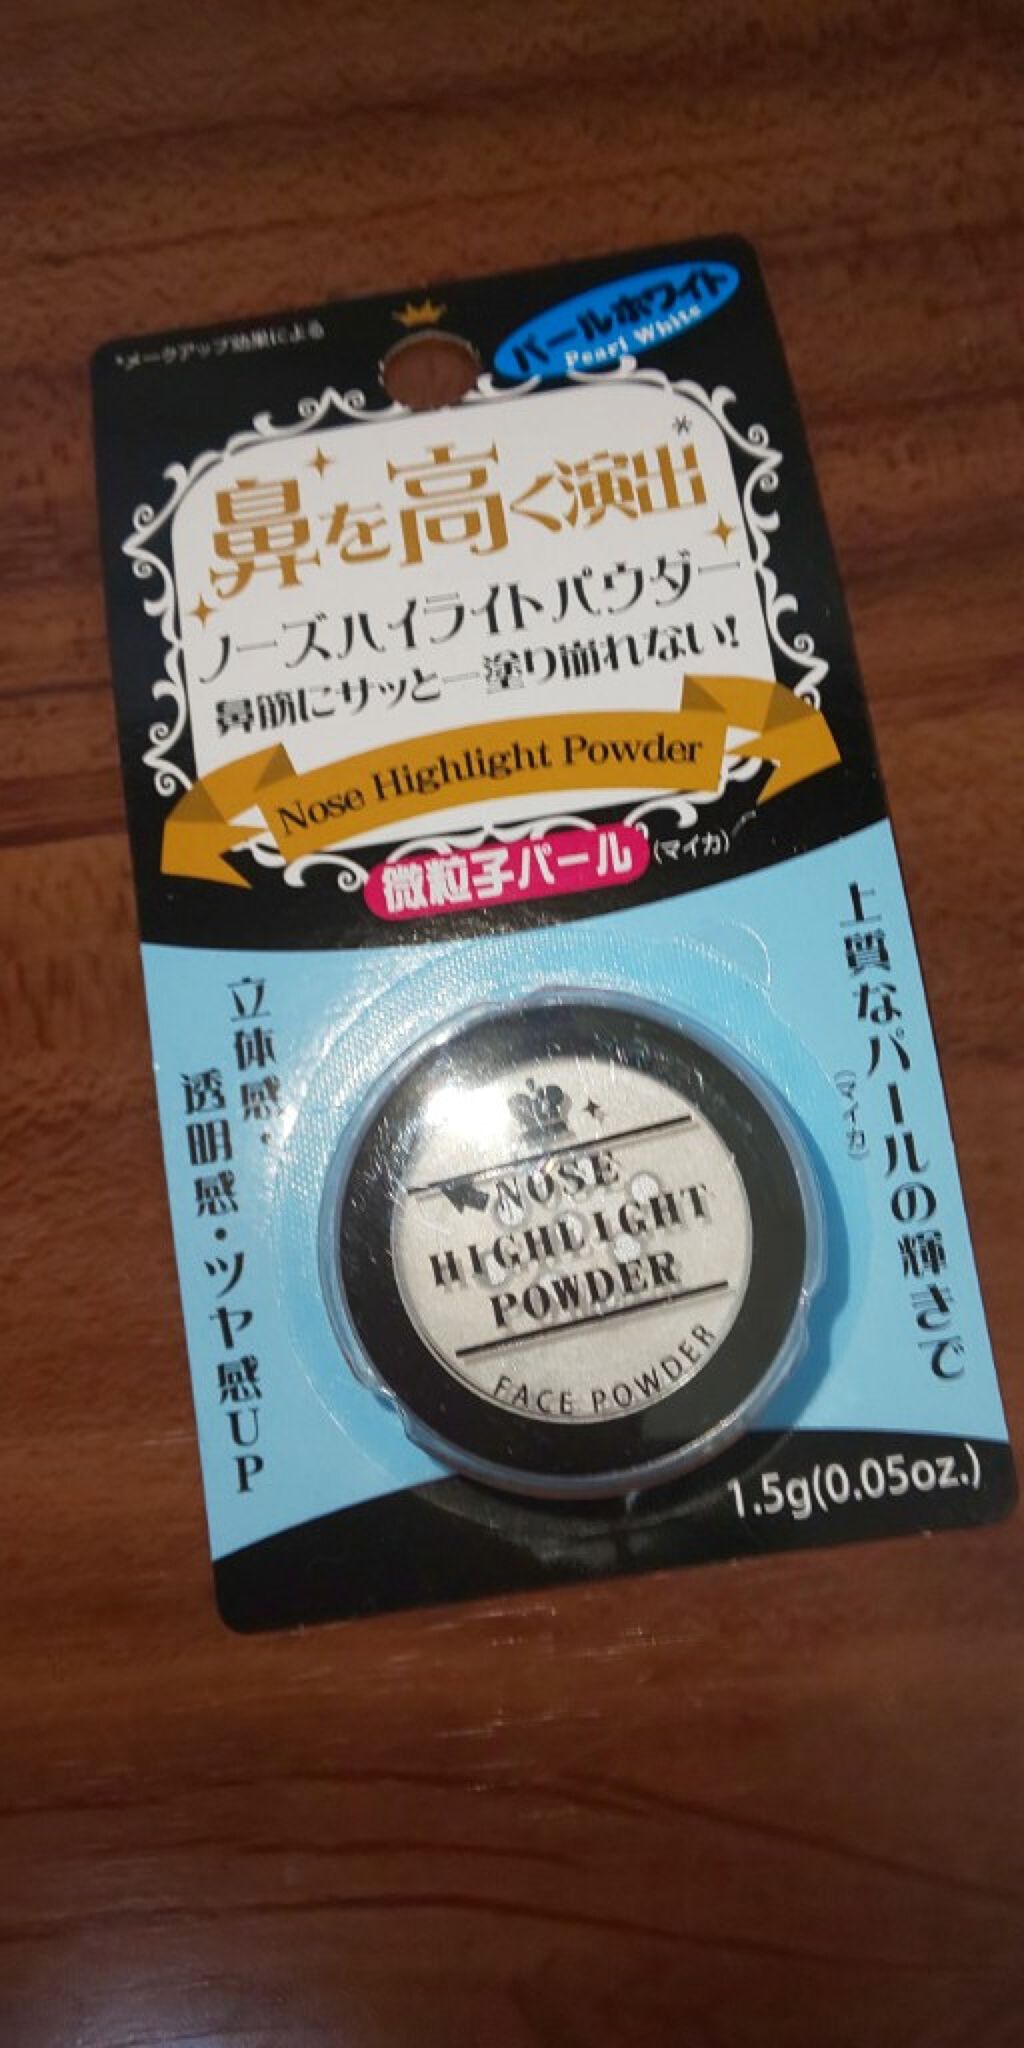 *メークアップ効果による
パールホワイト
Pearl White
鼻を高く演出*
ノーズハイライトパウダー
鼻筋にサッと一塗り崩れない!
Nose Highlight Powder
微粒子パール(マイカ)
上質なパールの輝きで
(マイカ)
立体感・
透明感・ツヤ感UP
NOSE
HIGHLIGHT
POWDER
FACE POWDER
1.5g(0.05oz.)